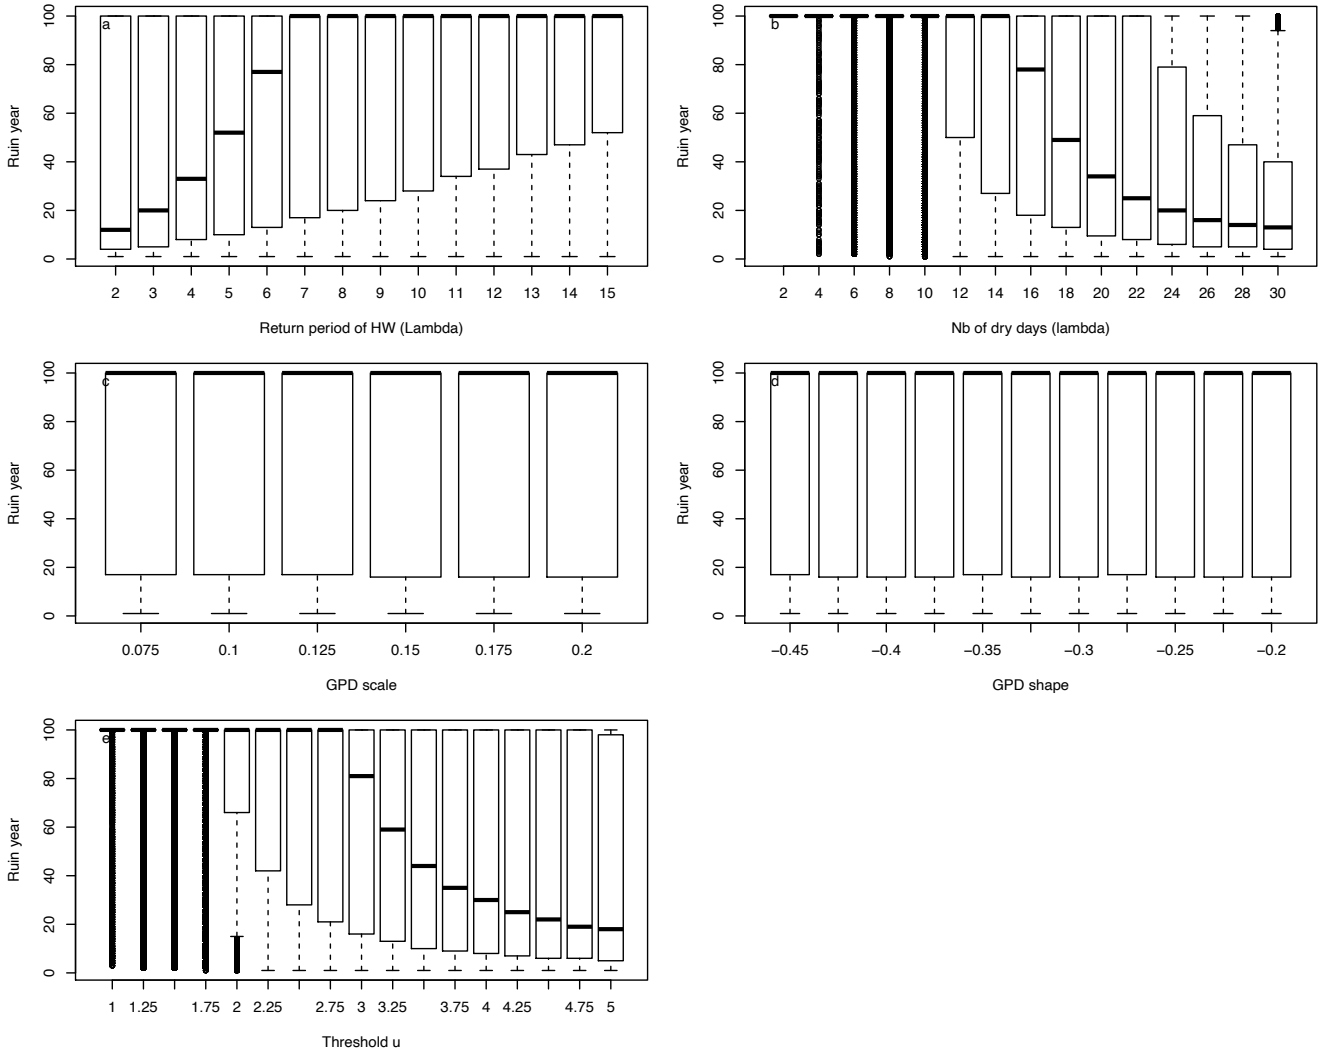 a
Ruin year
0 20 40 60 80 100
2 3 4 5 6 7 8 9 10 11 12 13 14 15
Return period of HW (Lambda)
b
Ruin year
0 20 40 60 80 100
2 4 6 8 10 12 14 16 18 20 22 24 26 28 30
Nb of dry days (lambda)
c
Ruin year
0 20 40 60 80 100
0.075 0.1 0.125 0.15 0.175 0.2
GPD scale
d
Ruin year
0 20 40 60 80 100
−0.45 −0.4 −0.35 −0.3 −0.25 −0.2
GPD shape
e
Ruin year
0 20 40 60 80 100
1 1.25 1.75 2 2.25 2.75 3 3.25 3.75 4 4.25 4.75 5
Threshold u